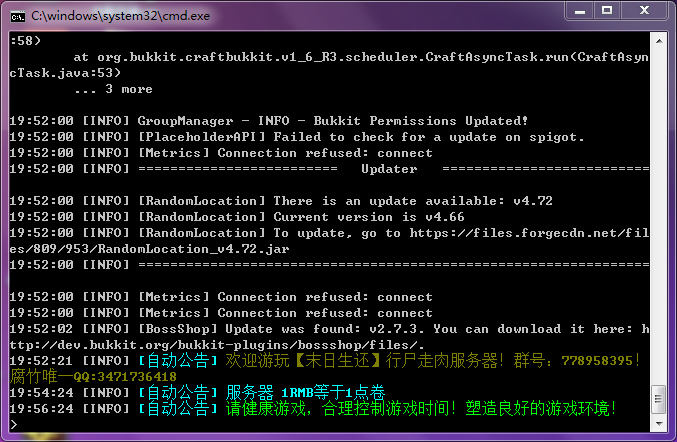 C:\windows\system32\cmd.exe
:58)
at org.bukkit.craftbukkit.v1_6_R3.scheduler.CraftAsyncTask.run(CraftAsyn
cTask.java:53)
... 3 more
19:52:00 [INFO] GroupManager - INFO - Bukkit Permissions Updated!
19:52:00 [INFO] [PlaceholderAPI] Failed to check for a update on spigot.
19:52:00 [INFO] [Metrics] Connection refused: connect
19:52:00 [INFO] ========================= Updater ==========================
19:52:00 [INFO] [RandomLocation] There is an update available: v4.72
19:52:00 [INFO] [RandomLocation] Current version is v4.66
19:52:00 [INFO] [RandomLocation] To update, go to https://files.forgecdn.net/fil
es/809/953/RandomLocation_v4.72.jar
19:52:00 [INFO] ================================================================
19:52:00 [INFO] [Metrics] Connection refused: connect
19:52:00 [INFO] [Metrics] Connection refused: connect
19:52:02 [INFO] [BossShop] Update was found: v2.7.3. You can download it here: h
ttp://dev.bukkit.org/bukkit-plugins/bossshop/files/.
19:52:21 [INFO] [自动公告] 欢迎游玩【末日生还】行尸走肉服务器！群号：778958395！
腐竹唯一QQ:3471736418
19:54:24 [INFO] [自动公告] 服务器 1RMB等于1点卷
19:56:24 [INFO] [自动公告] 请健康游戏，合理控制游戏时间！塑造良好的游戏环境！
>